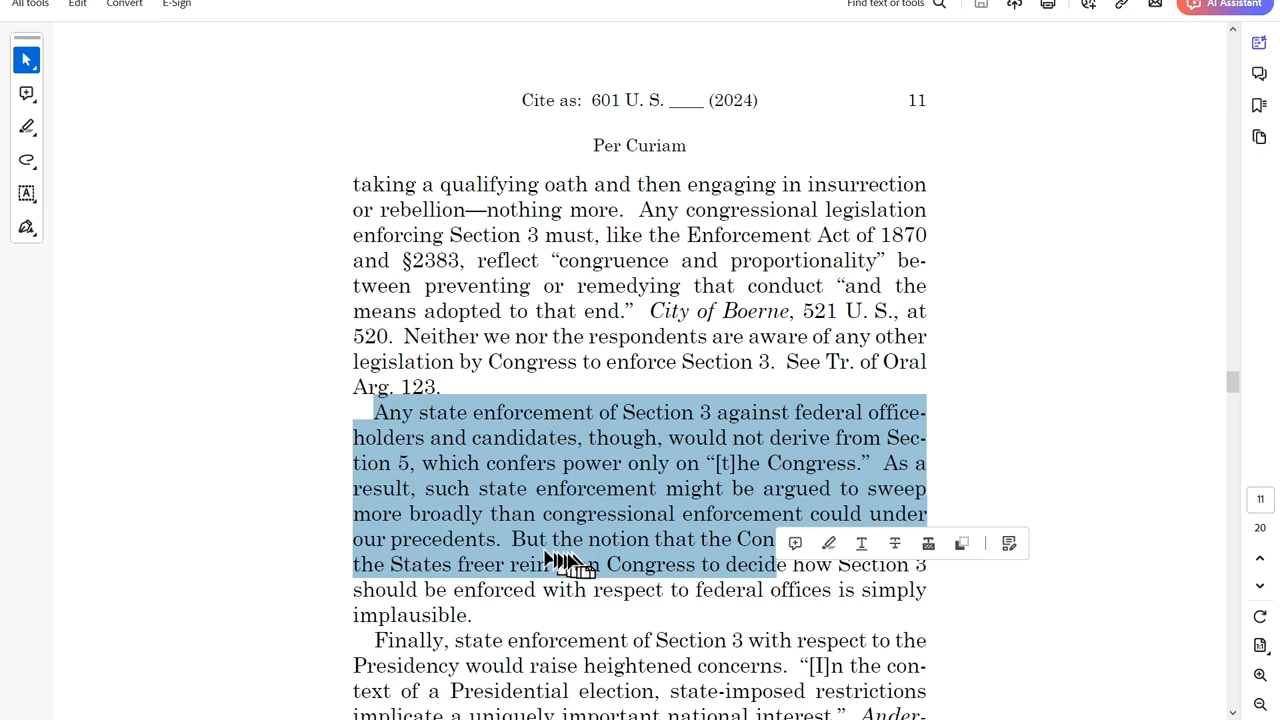 All tools Edit Convert E-Sign Find text or tools AI Assistant
Cite as: 601 U. S. ____ (2024) 11
Per Curiam
taking a qualifying oath and then engaging in insurrection
or rebellion—nothing more. Any congressional legislation
enforcing Section 3 must, like the Enforcement Act of 1870
and §2383, reflect “congruence and proportionality” be-
tween preventing or remedying that conduct “and the
means adopted to that end.” City of Boerne, 521 U. S., at
520. Neither we nor the respondents are aware of any other
legislation by Congress to enforce Section 3. See Tr. of Oral
Arg. 123.
Any state enforcement of Section 3 against federal office-
holders and candidates, though, would not derive from Sec-
tion 5, which confers power only on “[t]he Congress.” As a
result, such state enforcement might be argued to sweep
more broadly than congressional enforcement could under
our precedents. But the notion that the Con
the States freer rein Congress to decide how Section 3
should be enforced with respect to federal offices is simply
implausible.
Finally, state enforcement of Section 3 with respect to the
Presidency would raise heightened concerns. “[I]n the con-
text of a Presidential election, state-imposed restrictions
implicate a uniquely important national interest.” Ander-
11
20